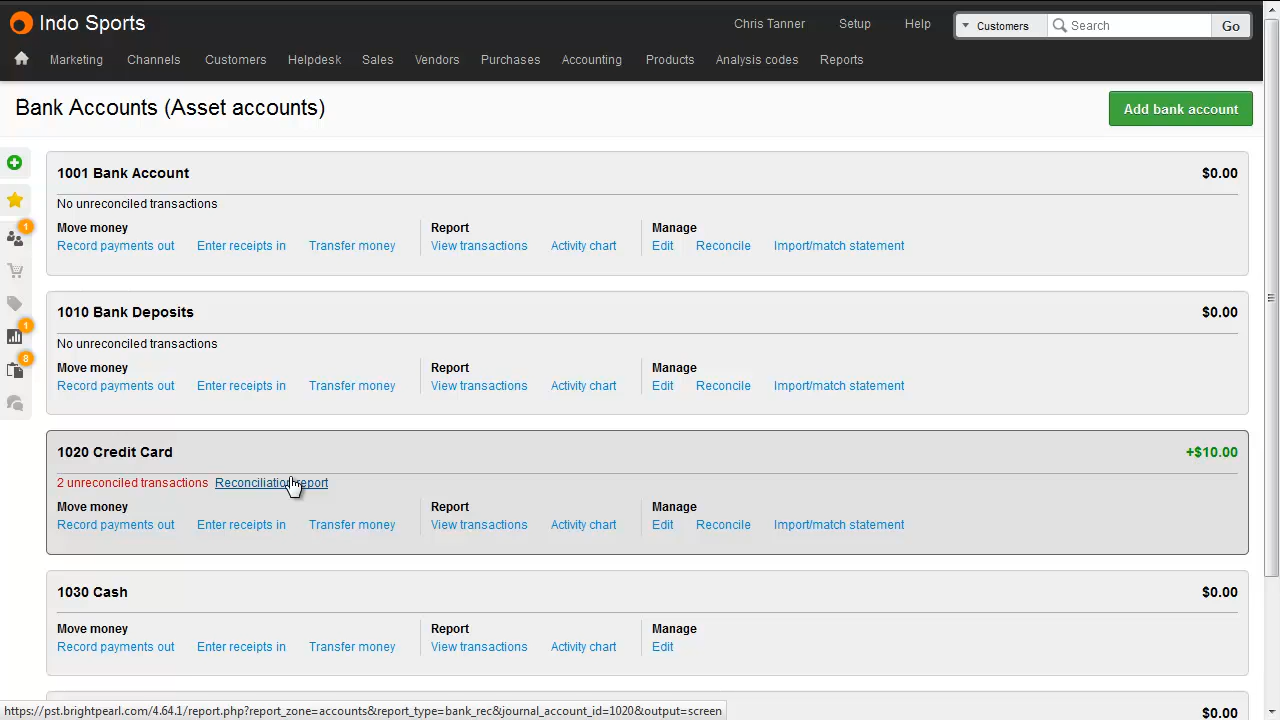 Indo Sports
Chris Tanner Setup Help Customers Search Go
Marketing Channels Customers Helpdesk Sales Vendors Purchases Accounting Products Analysis codes Reports
Bank Accounts (Asset accounts)
Add bank account
1001 Bank Account $0.00
No unreconciled transactions
Move money Report Manage
Record payments out Enter receipts in Transfer money View transactions Activity chart Edit Reconcile Import/match statement
1010 Bank Deposits $0.00
No unreconciled transactions
Move money Report Manage
Record payments out Enter receipts in Transfer money View transactions Activity chart Edit Reconcile Import/match statement
1020 Credit Card +$10.00
2 unreconciled transactions Reconciliation report
Move money Report Manage
Record payments out Enter receipts in Transfer money View transactions Activity chart Edit Reconcile Import/match statement
1030 Cash $0.00
Move money Report Manage
Record payments out Enter receipts in Transfer money View transactions Activity chart Edit
$0.00
1
1
8
https://pst.brightpearl.com/4.64.1/report.php?report_zone=accounts&report_type=bank_rec&journal_account_id=1020&output=screen